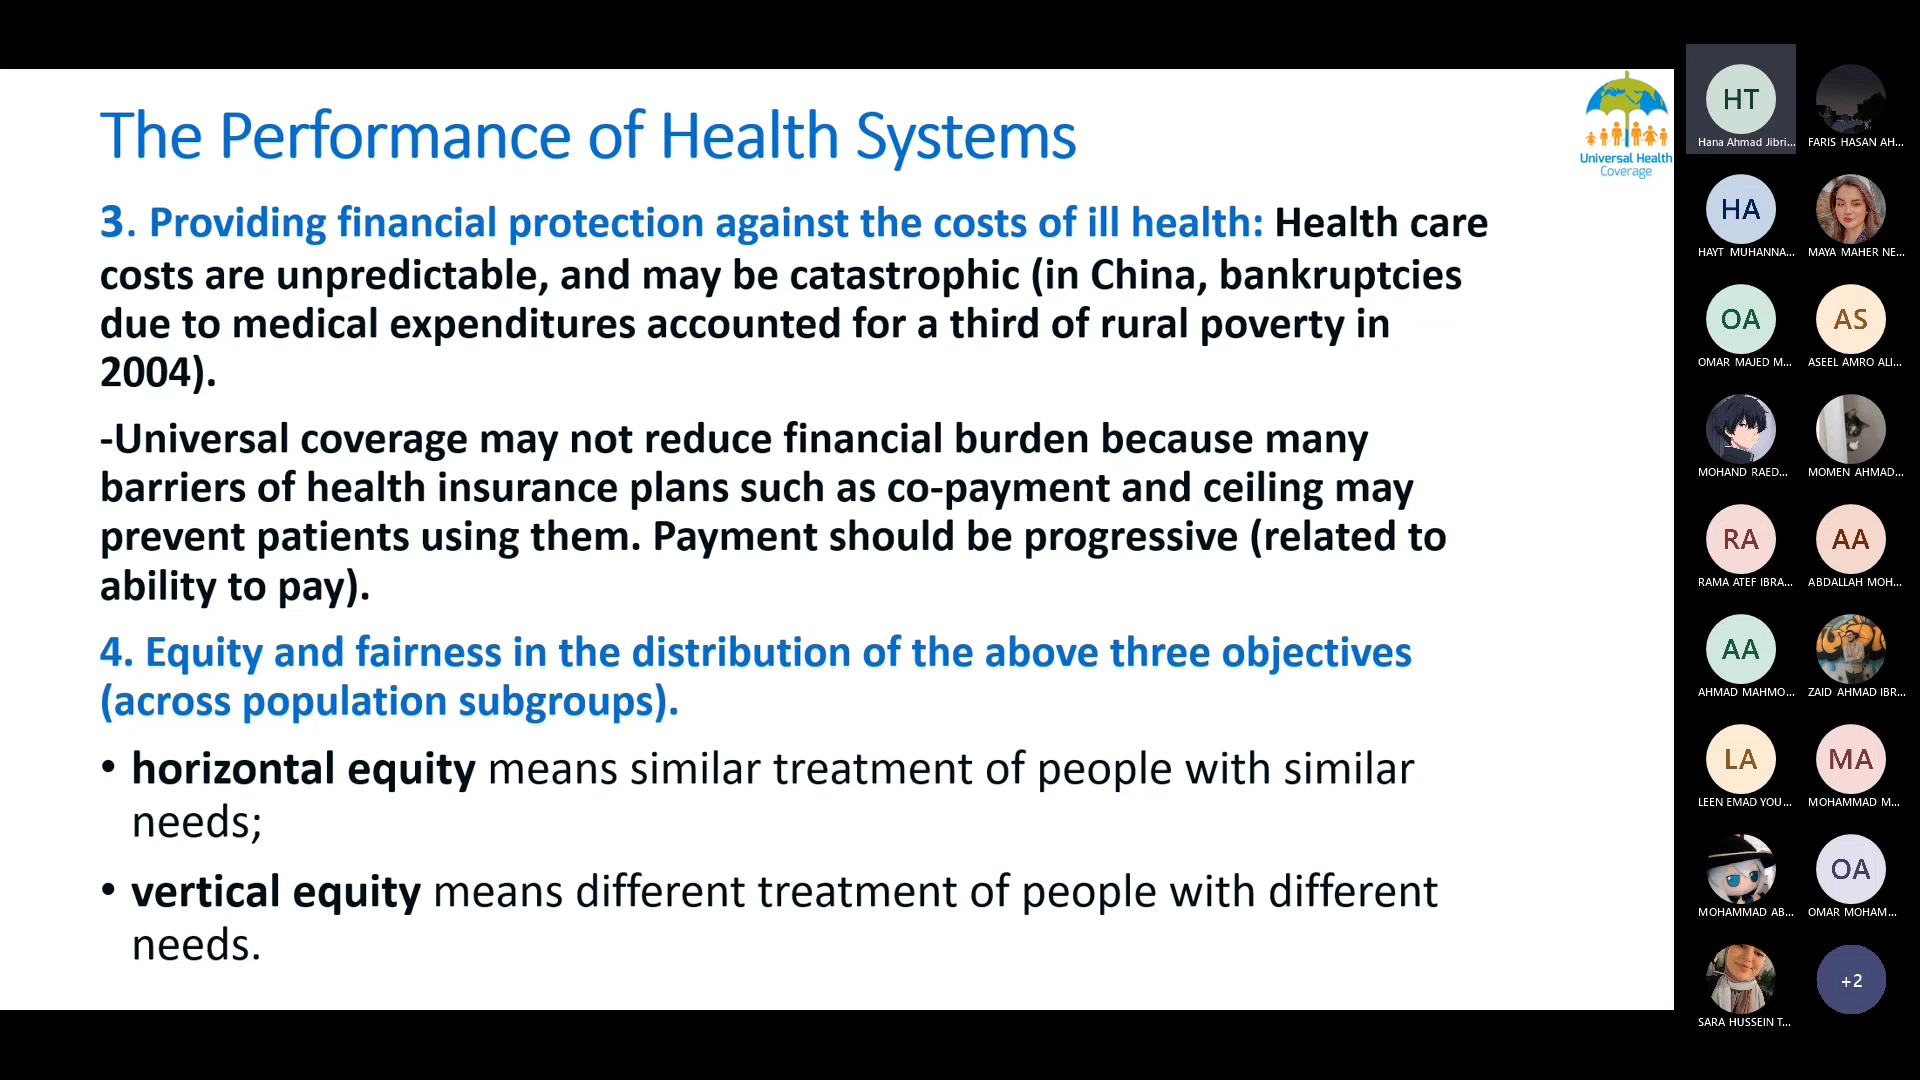 The Performance of Health Systems
Universal Health
Coverage
3. Providing financial protection against the costs of ill health: Health care
costs are unpredictable, and may be catastrophic (in China, bankruptcies
due to medical expenditures accounted for a third of rural poverty in
2004).
-Universal coverage may not reduce financial burden because many
barriers of health insurance plans such as co-payment and ceiling may
prevent patients using them. Payment should be progressive (related to
ability to pay).
4. Equity and fairness in the distribution of the above three objectives
(across population subgroups).
• horizontal equity means similar treatment of people with similar
needs;
• vertical equity means different treatment of people with different
needs.
HT
Hana Ahmad Jibri...
FARIS HASAN AH...
HA
HAYT MUHANNA...
MAYA MAHER NE...
OA
OMAR MAJED M...
AS
ASEEL AMRO ALI...
MOHAND RAED...
MOMEN AHMAD...
RA
RAMA ATEF IBRA...
AA
ABDALLAH MOH...
AA
AHMAD MAHMO...
ZAID AHMAD IBR...
LA
LEEN EMAD YOU...
MA
MOHAMMAD M...
MOHAMMAD AB...
OA
OMAR MOHAM...
SARA HUSSEIN T...
+2